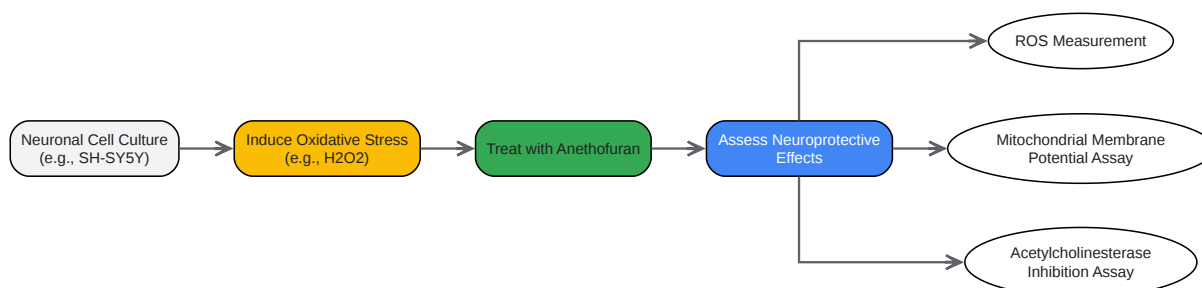 Neuronal Cell Culture
(e.g., SH-SY5Y)
Induce Oxidative Stress
(e.g., H2O2)
Treat with Anethofuran
Assess Neuroprotective
Effects
ROS Measurement
Mitochondrial Membrane
Potential Assay
Acetylcholinesterase
Inhibition Assay